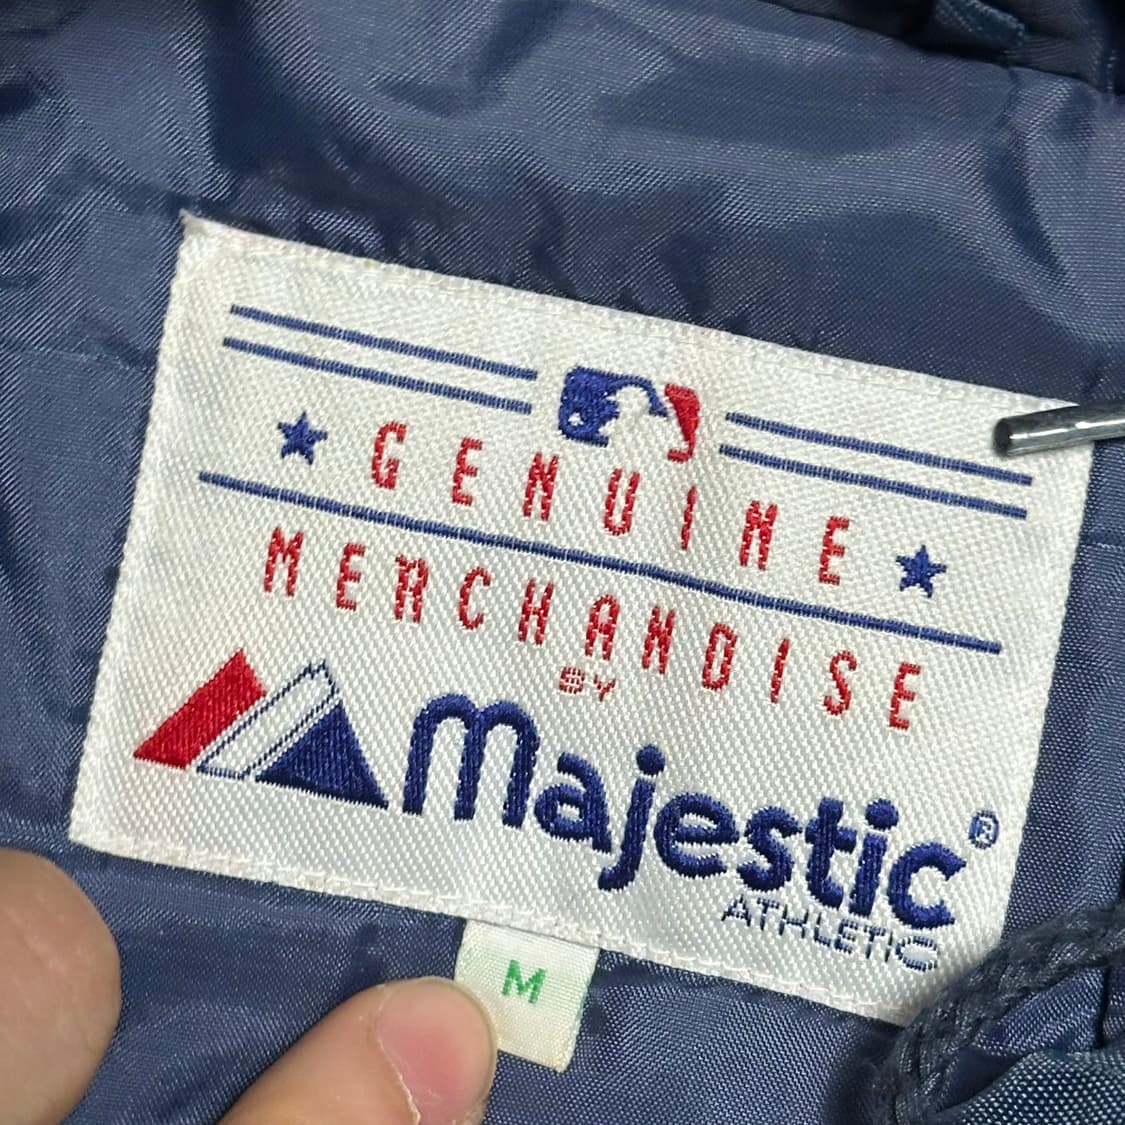 GENUINE
MERCHANDISE
BY
majestic®
ATHLETIC
M